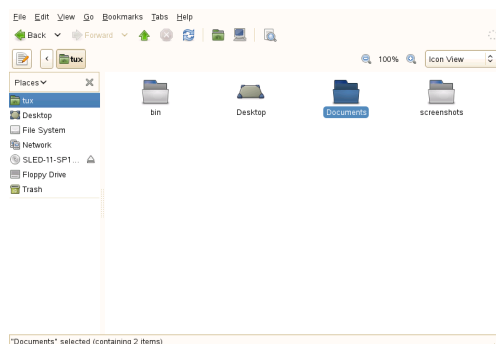 File Edit View Go Bookmarks Tabs Help
Back Forward
tux 100% Icon View
Places
tux
Desktop
File System
Network
SLED-11-SP1...
Floppy Drive
Trash
bin Desktop Documents screenshots
"Documents" selected (containing 2 items)